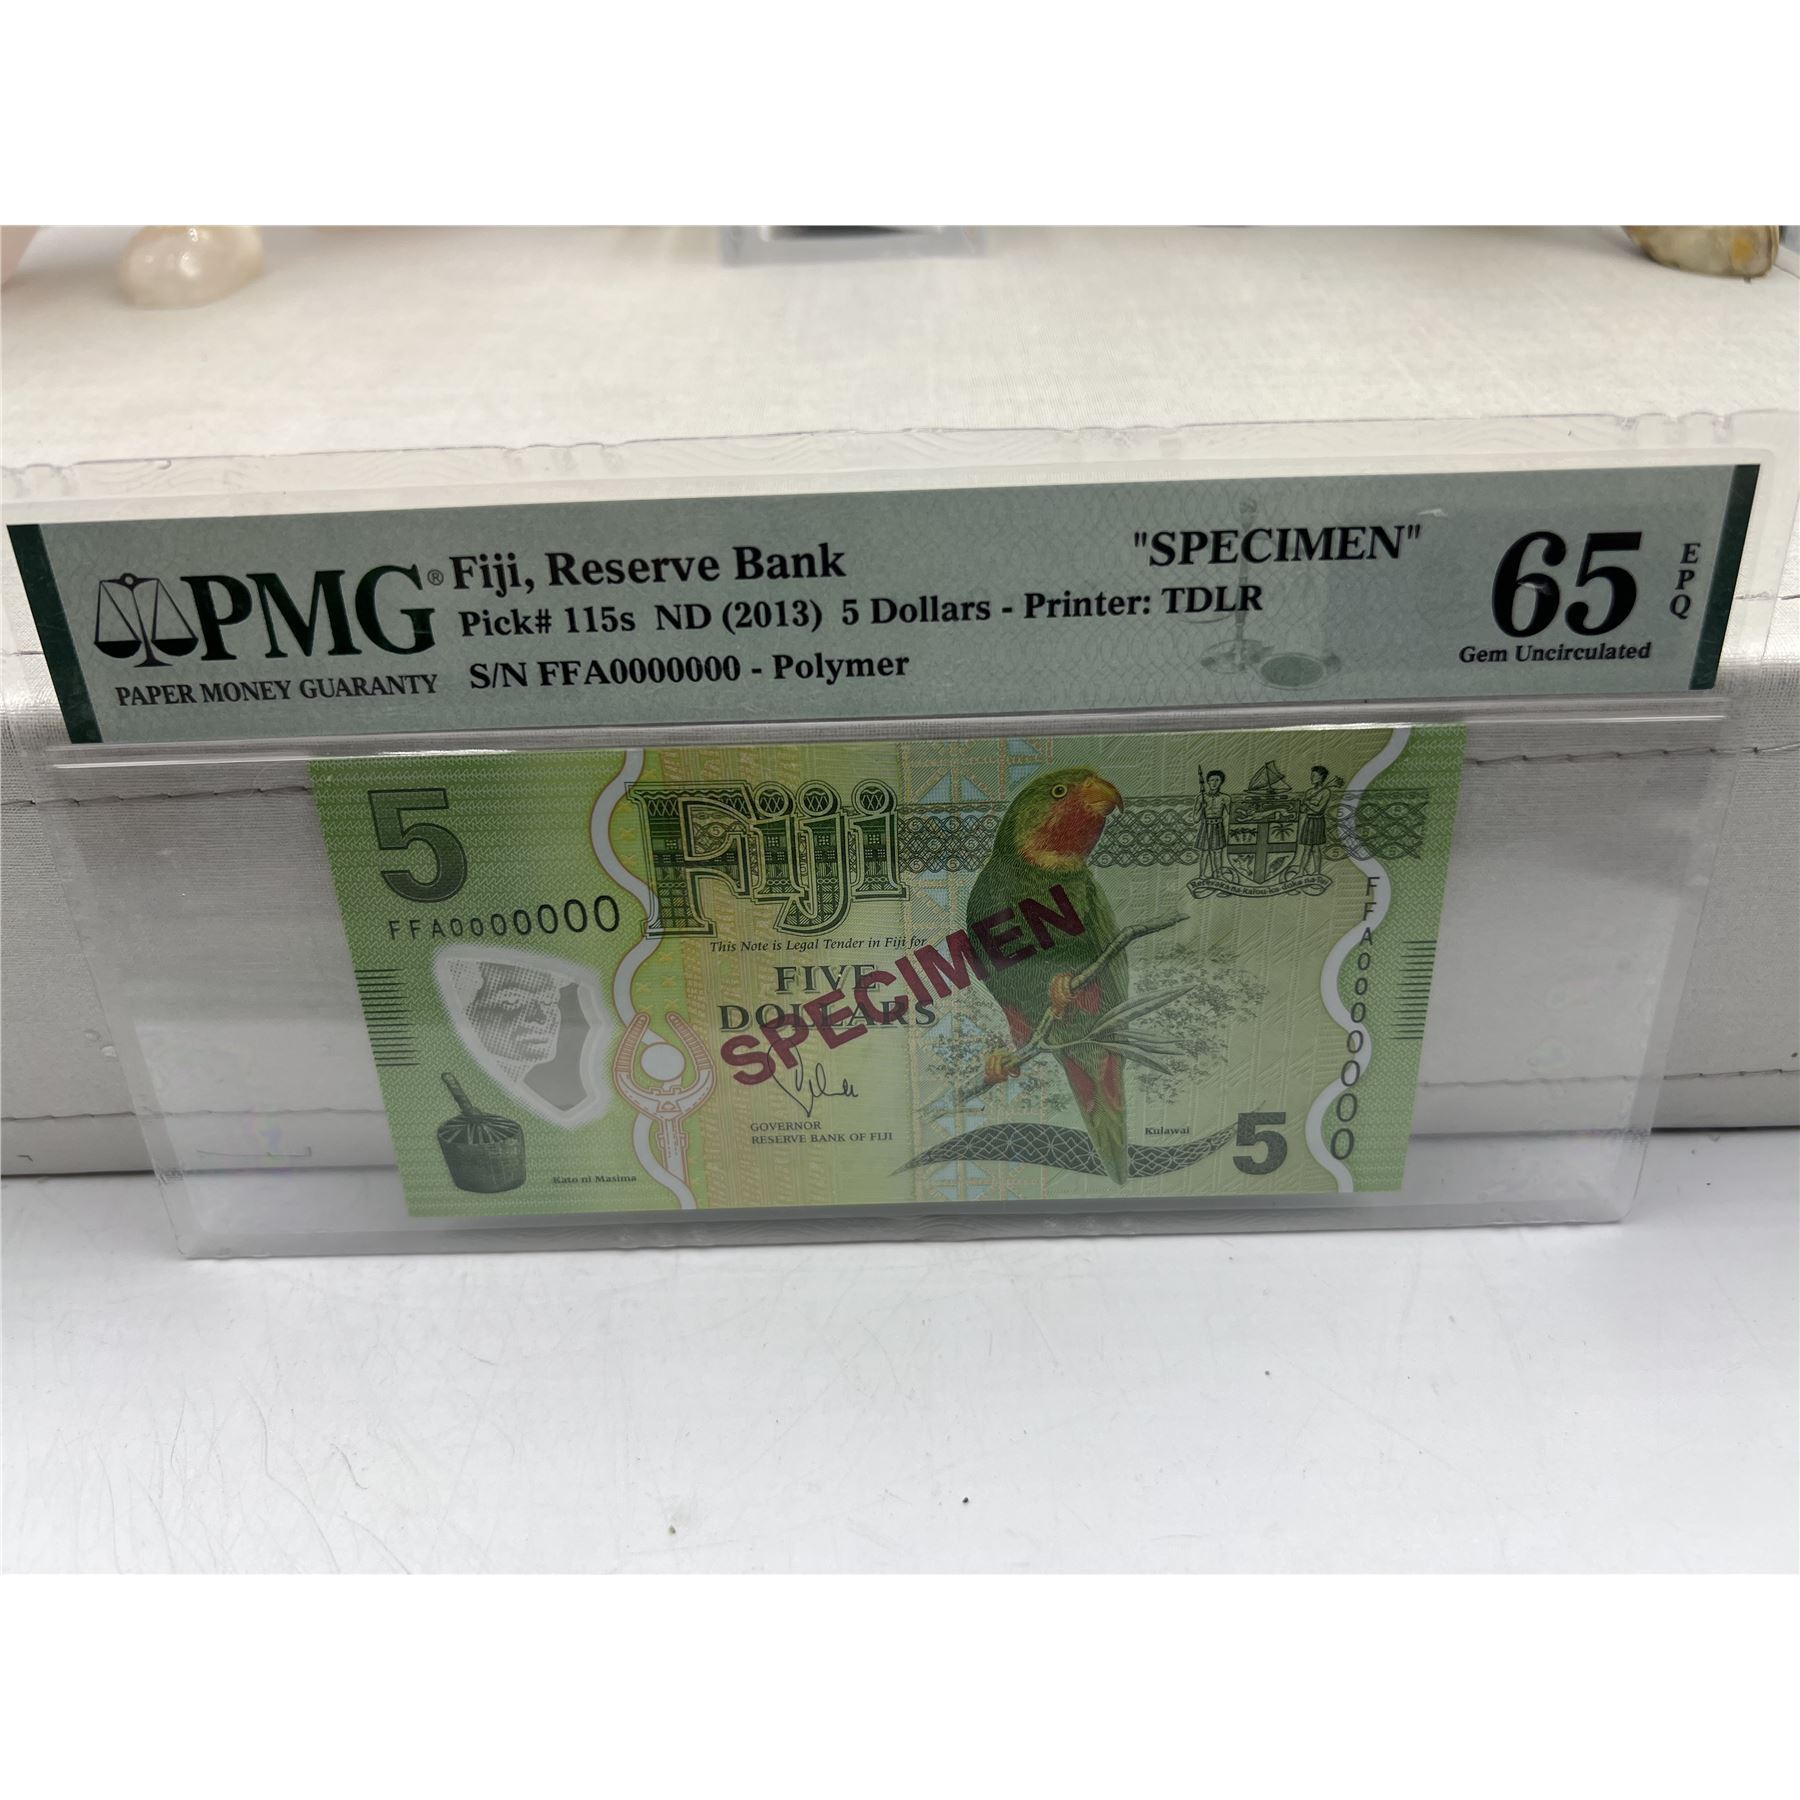 PMG®
PAPER MONEY GUARANTY
Fiji, Reserve Bank
"SPECIMEN"
Pick# 115s ND (2013) 5 Dollars - Printer: TDLR
S/N FFA0000000 - Polymer
65
EPQ
Gem Uncirculated
5
FFA0000000
Fiji
This Note is Legal Tender in Fiji for
FIVE
DOLLARS
SPECIMEN
GOVERNOR
RESERVE BANK OF FIJI
Kato ni Masima
Kulawai
5
FFA0000000